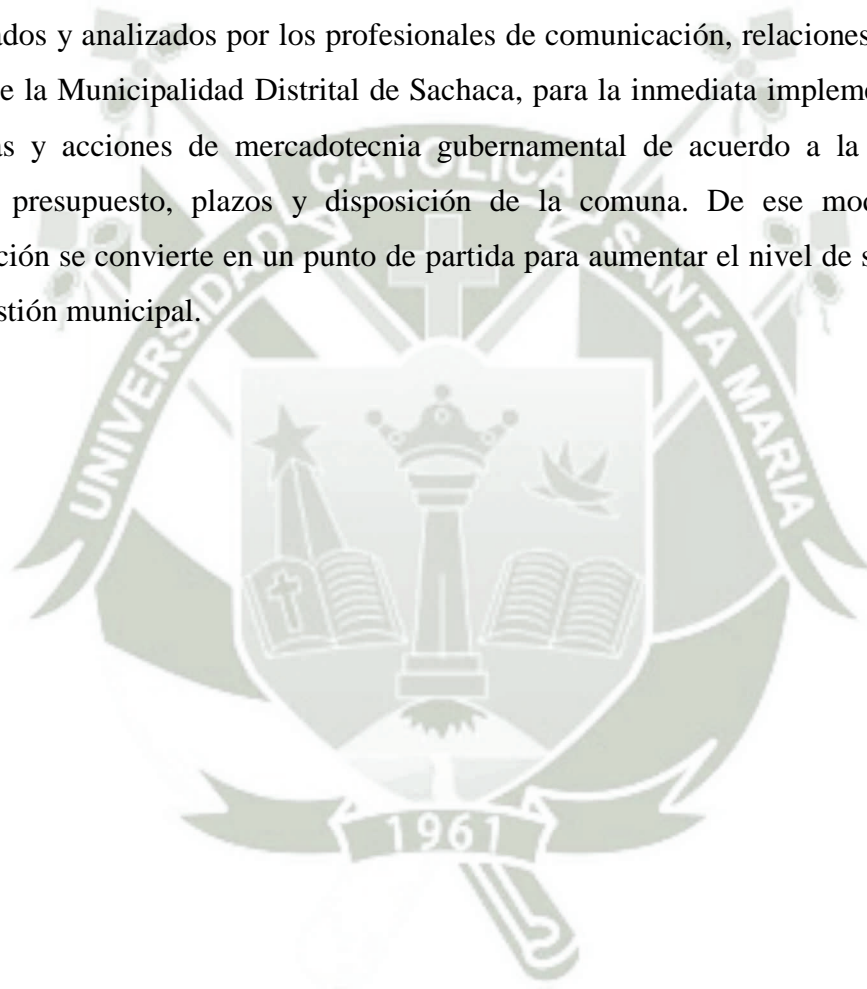 ados y analizados por los profesionales de comunicación, relaciones
e la Municipalidad Distrital de Sachaca, para la inmediata impleme
as y acciones de mercadotecnia gubernamental de acuerdo a la
presupuesto, plazos y disposición de la comuna. De ese mod
ción se convierte en un punto de partida para aumentar el nivel de s
estión municipal.
UNIVERSIDAD CATOLICA SANTA MARIA
1961